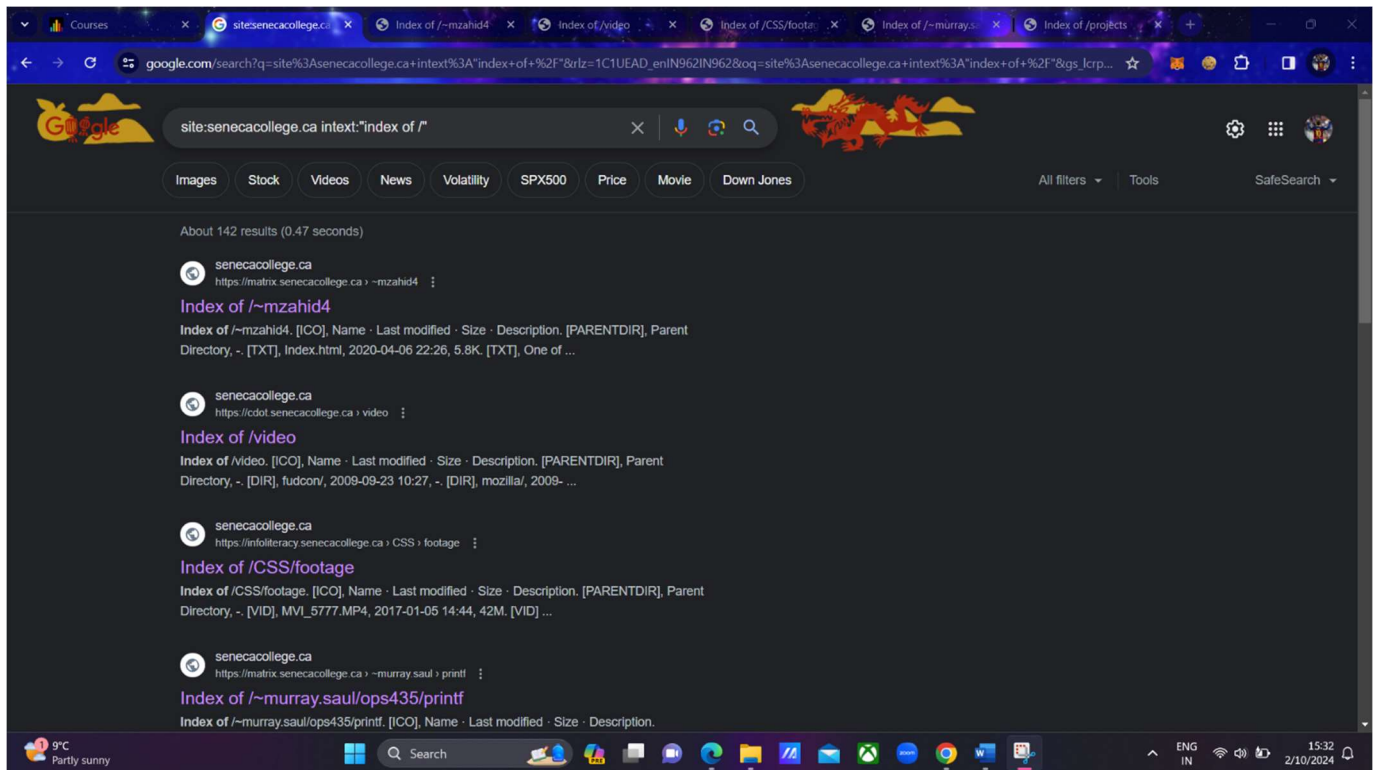 Courses
site:senecacollege.ca
Index of /~mzahid4
Index of /video
Index of /CSS/footag
Index of /~murray.sa
Index of /projects
google.com/search?q=site%3Asenecacollege.ca+intext%3A"index+of+%2F"&rlz=1C1UEAD_enIN962IN962&oq=site%3Asenecacollege.ca+intext%3A"index+of+%2F"&gs_lcrp...
Google
site:senecacollege.ca intext:"index of /"
Images Stock Videos News Volatility SPX500 Price Movie Down Jones All filters Tools SafeSearch
About 142 results (0.47 seconds)
senecacollege.ca
https://matrix.senecacollege.ca › ~mzahid4
Index of /~mzahid4
Index of /~mzahid4. [ICO], Name · Last modified · Size · Description. [PARENTDIR], Parent
Directory, -. [TXT], Index.html, 2020-04-06 22:26, 5.8K. [TXT], One of ...
senecacollege.ca
https://cdot.senecacollege.ca › video
Index of /video
Index of /video. [ICO], Name · Last modified · Size · Description. [PARENTDIR], Parent
Directory, -. [DIR], fudcon/, 2009-09-23 10:27, -. [DIR], mozilla/, 2009- ...
senecacollege.ca
https://infoliteracy.senecacollege.ca › CSS › footage
Index of /CSS/footage
Index of /CSS/footage. [ICO], Name · Last modified · Size · Description. [PARENTDIR], Parent
Directory, -. [VID], MVI_5777.MP4, 2017-01-05 14:44, 42M. [VID] ...
senecacollege.ca
https://matrix.senecacollege.ca › ~murray.saul › printf
Index of /~murray.saul/ops435/printf
Index of /~murray.saul/ops435/printf. [ICO], Name · Last modified · Size · Description.
1
9°C
Partly sunny
Search
PRE
zoom
W
ENG
IN
15:32
2/10/2024